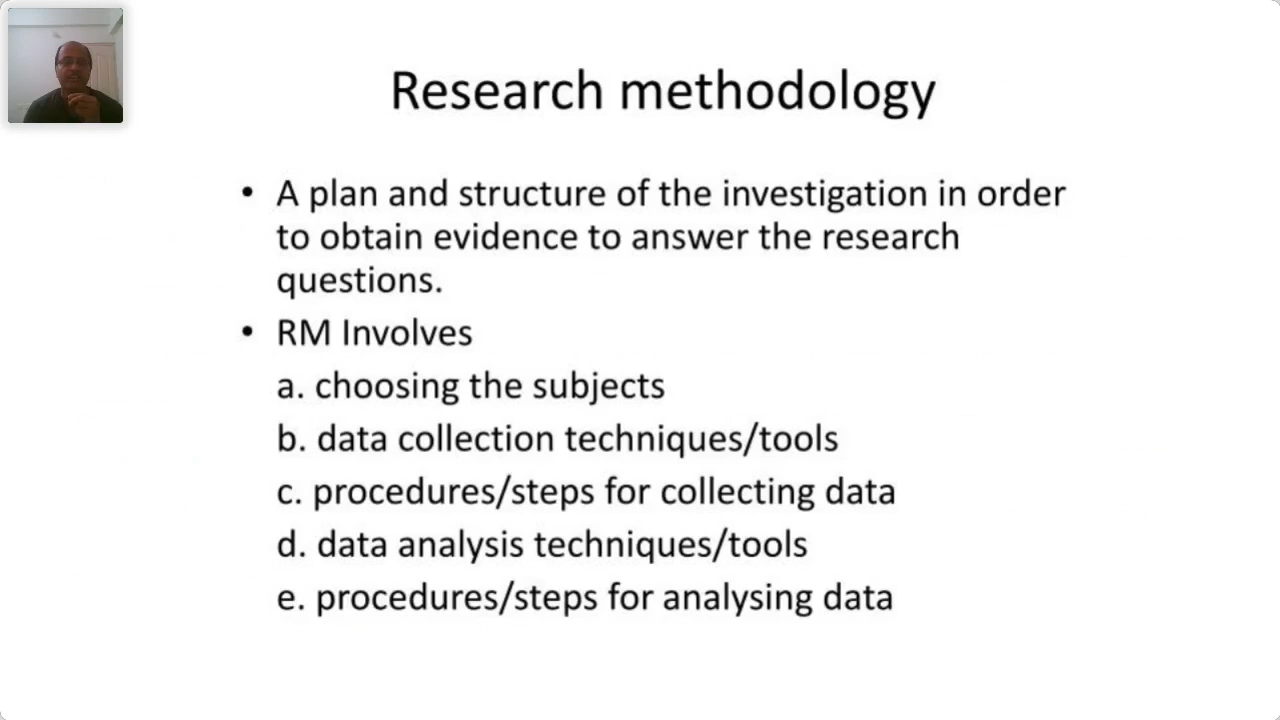 Research methodology
• A plan and structure of the investigation in order
to obtain evidence to answer the research
questions.
• RM Involves
a. choosing the subjects
b. data collection techniques/tools
c. procedures/steps for collecting data
d. data analysis techniques/tools
e. procedures/steps for analysing data